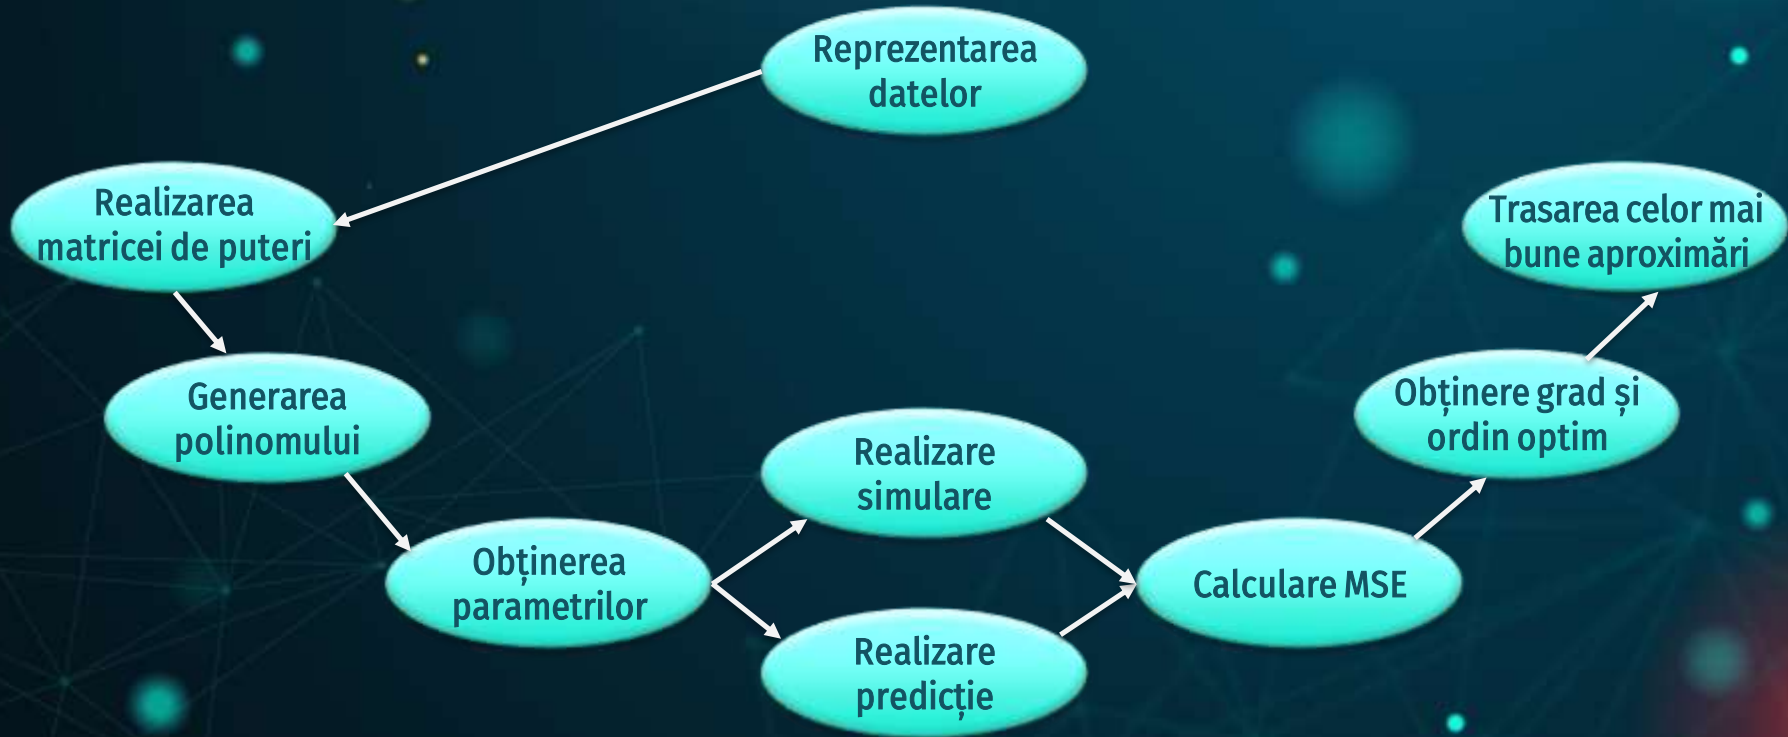 Reprezentarea
datelor
Realizarea
matricei de puteri
Generarea
polinomului
Obținerea
parametrilor
Realizare
simulare
Realizare
predicție
Calculare MSE
Obținere grad și
ordin optim
Trasarea celor mai
bune aproximări